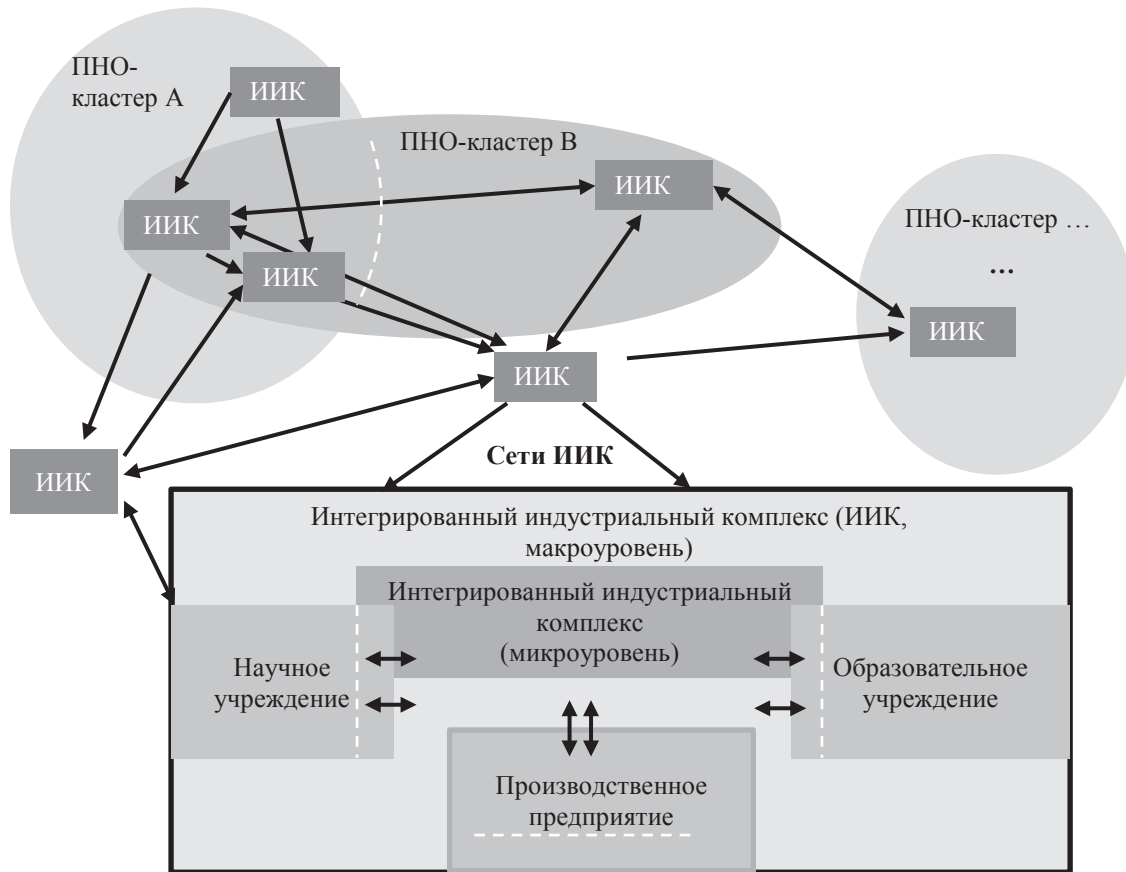 ПНО-
кластер А
ИИК
ПНО-кластер В
ИИК
ИИК
ИИК
ПНО-кластер …
...
ИИК
ИИК
ИИК
Сети ИИК
Интегрированный индустриальный комплекс (ИИК,
макроуровень)
Интегрированный индустриальный
комплекс
(микроуровень)
Научное
учреждение
Образовательное
учреждение
Производственное
предприятие